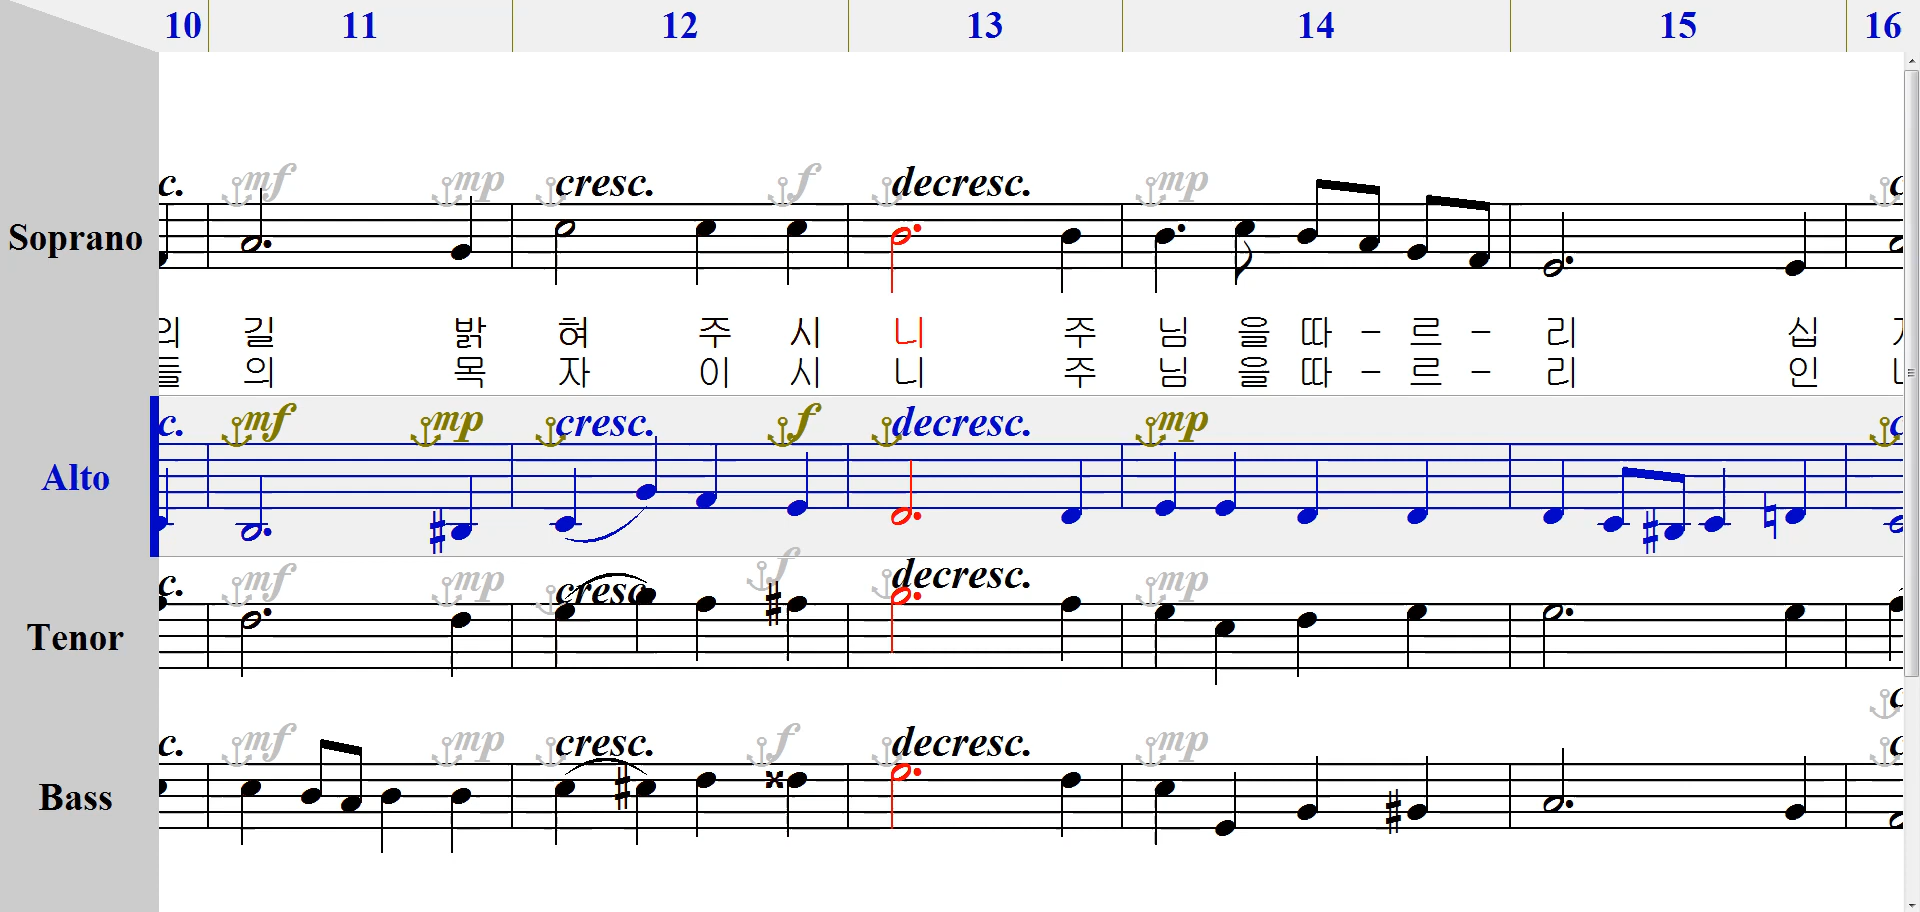 10 11 12 13 14 15 16
c. mf mp cresc. f decresc. mp c
Soprano
의 길 밝 혀 주 시 니 주 님 을 따 - 르 - 리 십
들 의 목 자 이 시 니 주 님 을 따 - 르 - 리 인
c. mf mp cresc. f decresc. mp c
Alto
c. mf mp cresc. f decresc. mp
Tenor
c
c. mf mp cresc. f decresc. mp c
Bass